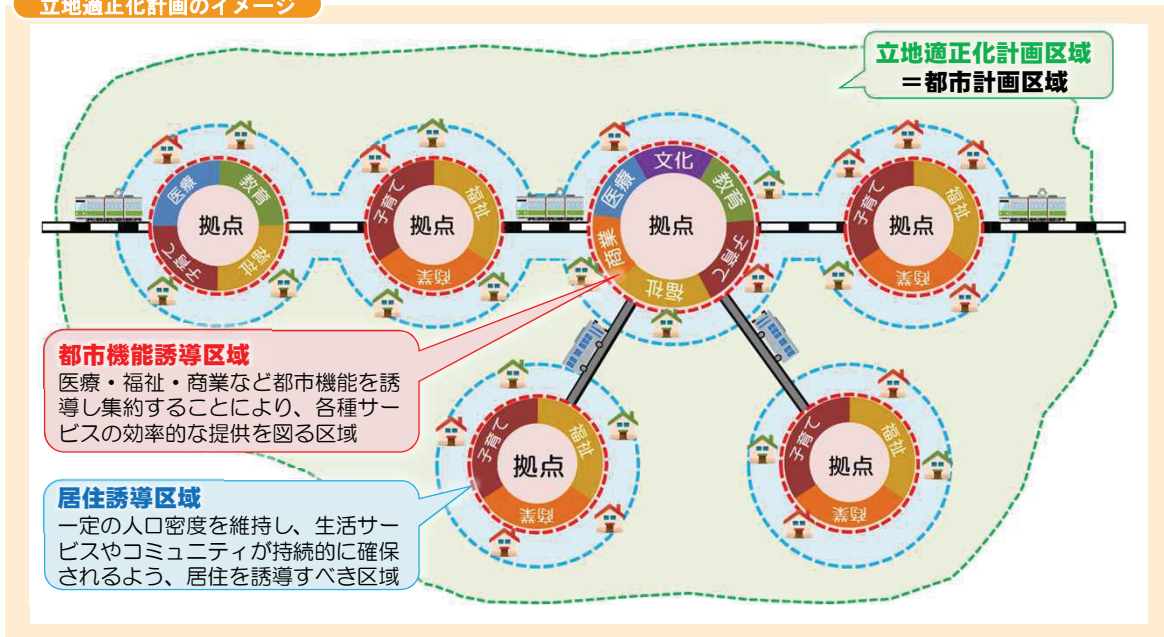 立地適正化計画のイメージ
立地適正化計画区域
＝都市計画区域
医療
教育
子育て
福祉
拠点
子育て
福祉
商業
拠点
文化
医療
教育
商業
子育て
福祉
拠点
子育て
福祉
商業
拠点
都市機能誘導区域
医療・福祉・商業など都市機能を誘
導し集約することにより、各種サー
ビスの効率的な提供を図る区域
子育て
福祉
商業
拠点
子育て
福祉
商業
拠点
居住誘導区域
一定の人口密度を維持し、生活サー
ビスやコミュニティが持続的に確保
されるよう、居住を誘導すべき区域